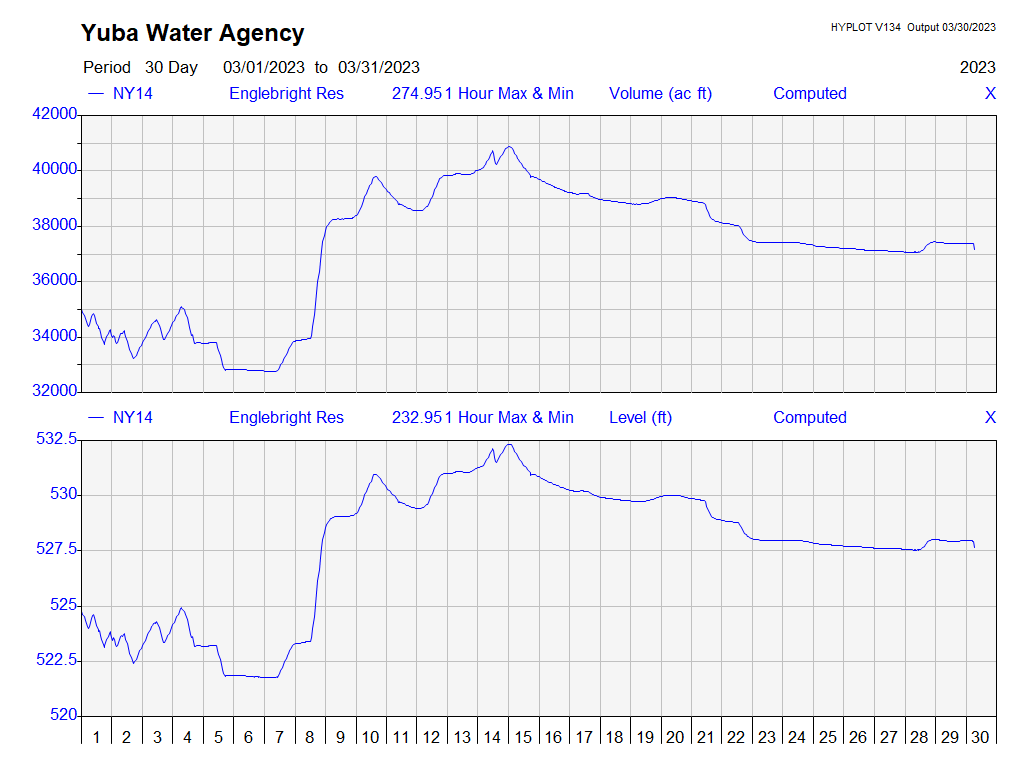 Yuba Water Agency
HYPLOT V134 Output 03/30/2023
Period 30 Day 03/01/2023 to 03/31/2023 2023
NY14 Englebright Res 274.951 Hour Max & Min Volume (ac ft) Computed X
42000
40000
38000
36000
34000
32000
NY14 Englebright Res 232.951 Hour Max & Min Level (ft) Computed X
532.5
530
527.5
525
522.5
520
1 2 3 4 5 6 7 8 9 10 11 12 13 14 15 16 17 18 19 20 21 22 23 24 25 26 27 28 29 30